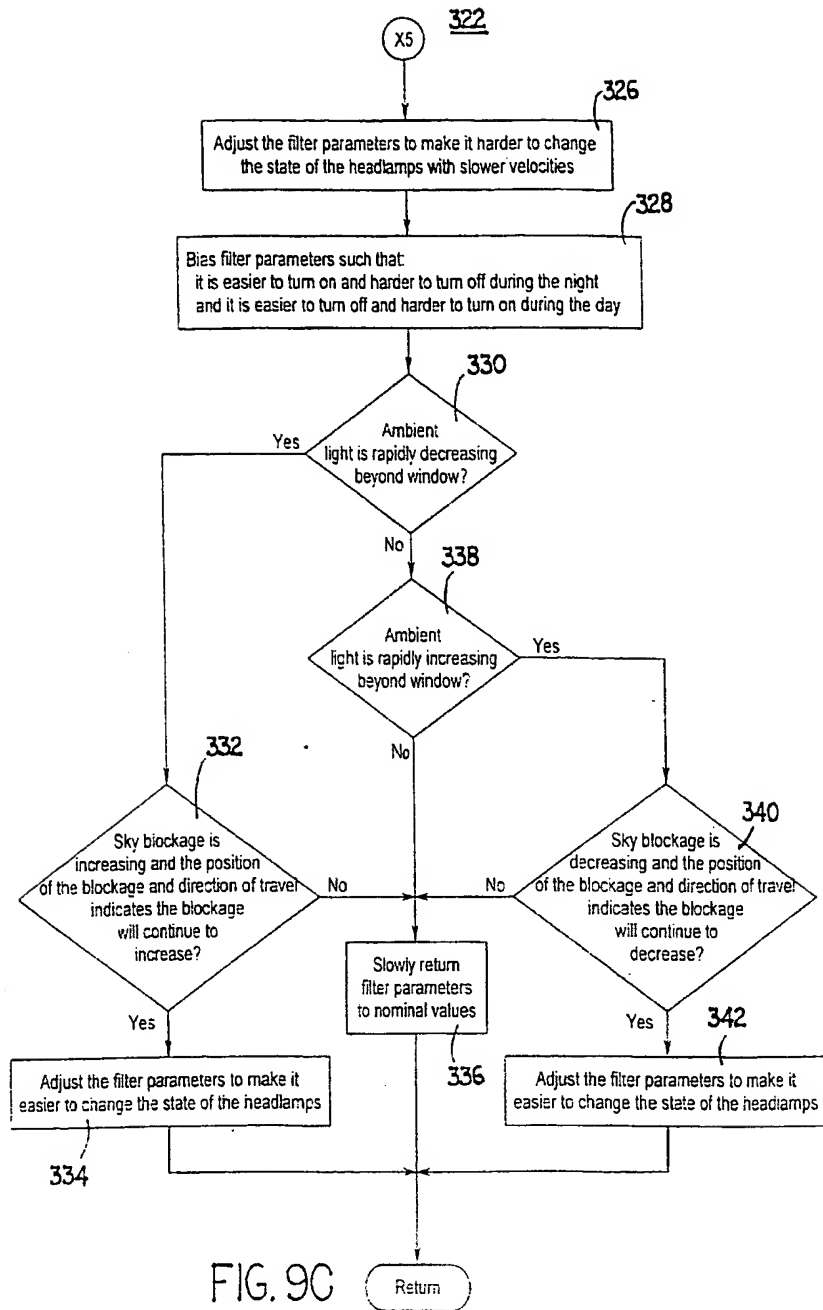 322
X5
326
Adjust the filter parameters to make it harder to change
the state of the headlamps with slower velocities
328
Bias filter parameters such that:
it is easier to turn on and harder to turn off during the night
and it is easier to turn off and harder to turn on during the day
330
Ambient
light is rapidly decreasing
beyond window?
Yes
No
338
Ambient
light is rapidly increasing
beyond window?
Yes
No
332
Sky blockage is
increasing and the position
of the blockage and direction of travel
indicates the blockage
will continue to
increase?
No
Yes
340
Sky blockage is
decreasing and the position
of the blockage and direction of travel
indicates the blockage
will continue to
decrease?
No
Yes
Slowly return
filter parameters
to nominal values
336
334
Adjust the filter parameters to make it
easier to change the state of the headlamps
342
Adjust the filter parameters to make it
easier to change the state of the headlamps
FIG. 9C
Return